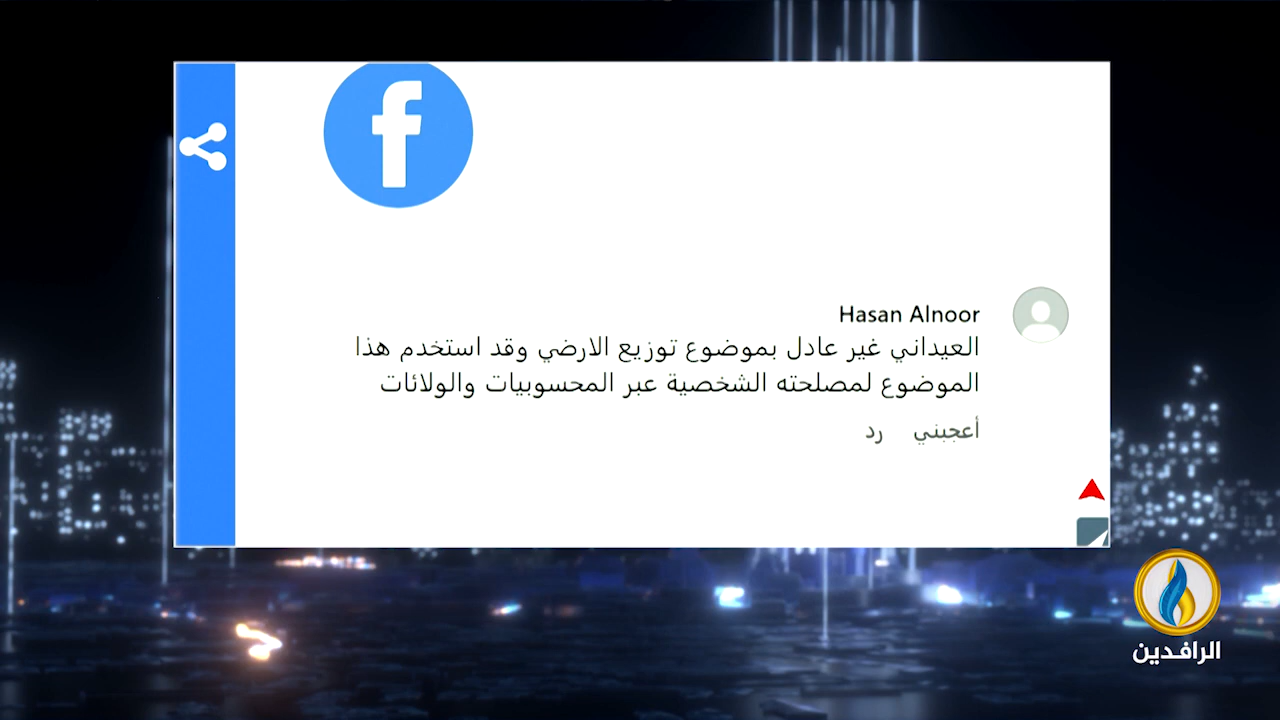 Hasan Alnoor
العيداني غير عادل بموضوع توزيع الارضي وقد استخدم هذا
الموضوع لمصلحته الشخصية عبر المحسوبيات والولائات
أعجبني رد
الرافدين